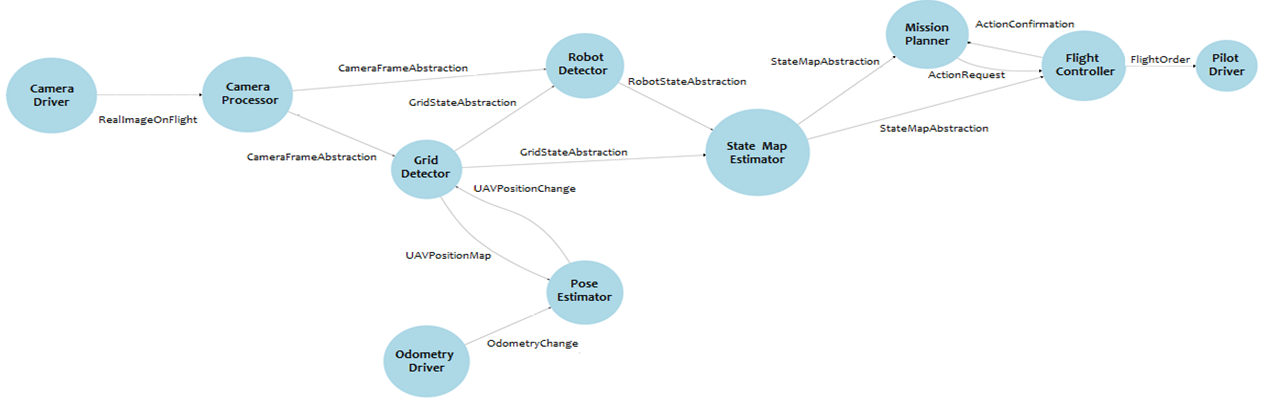 Camera
Driver
RealImageOnFlight
Camera
Processor
CameraFrameAbstraction
CameraFrameAbstraction
Robot
Detector
GridStateAbstraction
Grid
Detector
RobotStateAbstraction
GridStateAbstraction
UAVPositionChange
UAVPositionMap
Pose
Estimator
Odometry
Driver
OdometryChange
State Map
Estimator
StateMapAbstraction
StateMapAbstraction
Mission
Planner
ActionConfirmation
ActionRequest
Flight
Controller
FlightOrder
Pilot
Driver